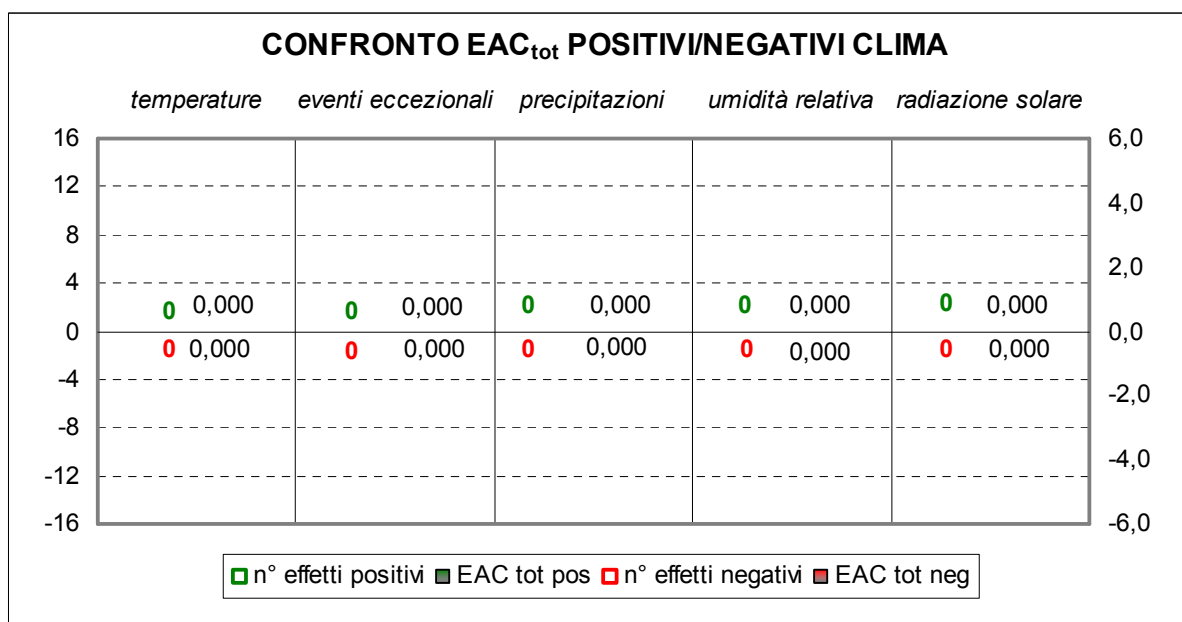 CONFRONTO EACtot POSITIVI/NEGATIVI CLIMA
temperature eventi eccezionali precipitazioni umidità relativa radiazione solare
16 6,0
12
4,0
8
2,0
4
0 0,000 0 0,000 0 0,000 0 0,000 0 0,000
0 0,0
0 0,000 0 0,000 0 0,000 0 0,000 0 0,000
-4
-2,0
-8
-4,0
-12
-16 -6,0
n° effetti positivi EAC tot pos n° effetti negativi EAC tot neg